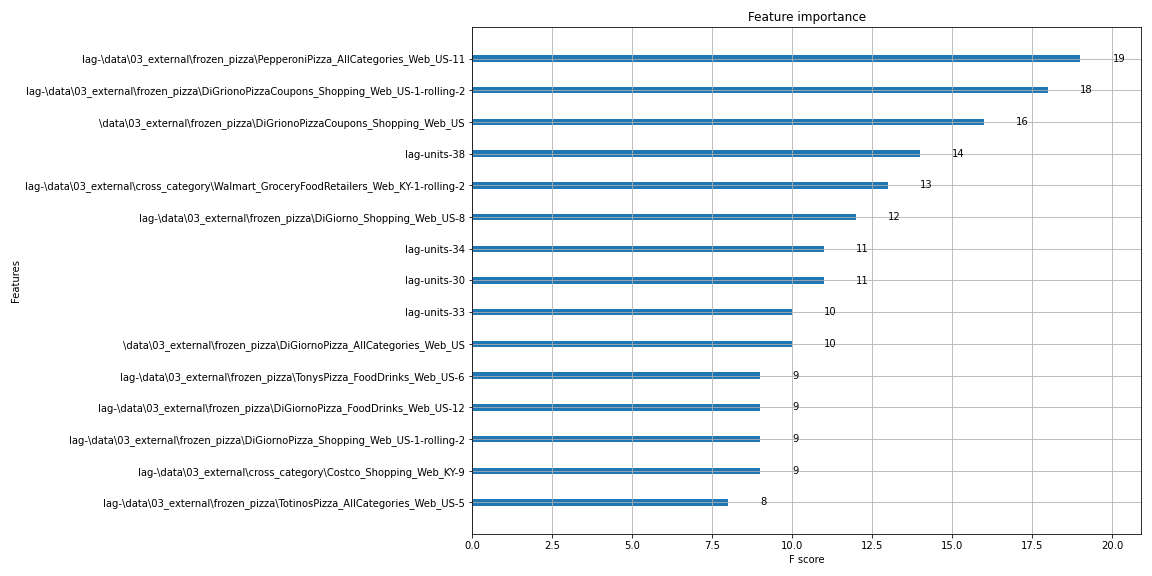 Feature importance
Features
lag-\data\03_external\frozen_pizza\PepperoniPizza_AllCategories_Web_US-11 19
lag-\data\03_external\frozen_pizza\DiGrionoPizzaCoupons_Shopping_Web_US-1-rolling-2 18
\data\03_external\frozen_pizza\DiGrionoPizzaCoupons_Shopping_Web_US 16
lag-units-38 14
lag-\data\03_external\cross_category\Walmart_GroceryFoodRetailers_Web_KY-1-rolling-2 13
lag-\data\03_external\frozen_pizza\DiGiorno_Shopping_Web_US-8 12
lag-units-34 11
lag-units-30 11
lag-units-33 10
\data\03_external\frozen_pizza\DiGiornoPizza_AllCategories_Web_US 10
lag-\data\03_external\frozen_pizza\TonysPizza_FoodDrinks_Web_US-6 9
lag-\data\03_external\frozen_pizza\DiGiornoPizza_FoodDrinks_Web_US-12 9
lag-\data\03_external\frozen_pizza\DiGiornoPizza_Shopping_Web_US-1-rolling-2 9
lag-\data\03_external\cross_category\Costco_Shopping_Web_KY-9 9
lag-\data\03_external\frozen_pizza\TotinosPizza_AllCategories_Web_US-5 8
0.0 2.5 5.0 7.5 10.0 12.5 15.0 17.5 20.0
F score